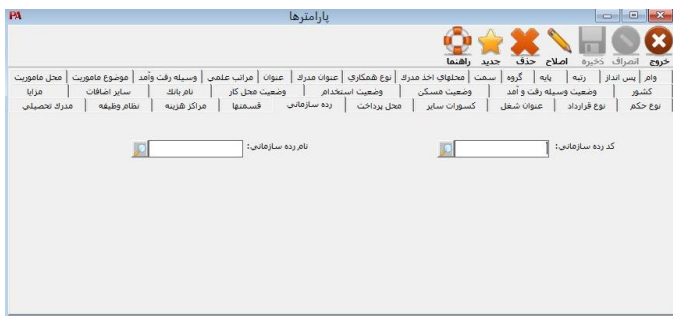 پارامترها
PA
خروج انصراف ذخیره اصلاح حذف جدید راهنما
وام پس انداز رتبه پایه گروه سمت محلهای اخذ مدرک نوع همکاری عنوان مدرک عنوان مراتب علمی وسیله رفت وآمد موضوع ماموریت محل ماموریت
کشور وضعیت وسیله رفت و آمد وضعیت مسکن وضعیت استخدام وضعیت محل کار نام بانک سایر اضافات مزایا
نوع حکم نوع قرارداد عنوان شغل کسورات سایر محل پرداخت رده سازمانی قسمتها مراکز هزینه نظام وظیفه مدرک تحصیلی
کد رده سازمانی: نام رده سازمانی: